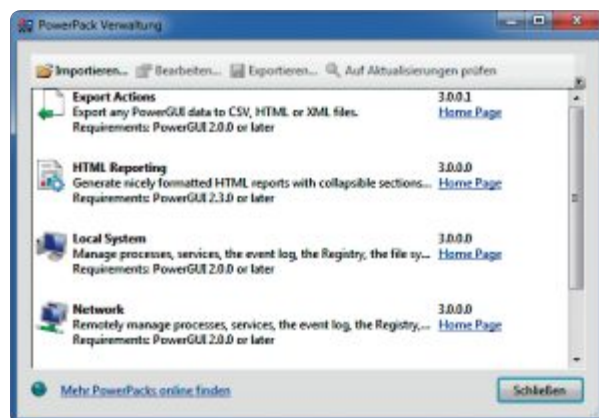 PowerPack Verwaltung
Importieren... Bearbeiten... Exportieren... Auf Aktualisierungen prüfen
Export Actions 3.0.0.1
Export any PowerGUI data to CSV, HTML or XML files. Home Page
Requirements: PowerGUI 2.0.0 or later
HTML Reporting 3.0.0.0
Generate nicely formatted HTML reports with collapsible sections... Home Page
Requirements: PowerGUI 2.3.0 or later
Local System 3.0.0.0
Manage processes, services, the event log, the Registry, the file sy... Home Page
Requirements: PowerGUI 2.0.0 or later
Network 3.0.0.0
Remotely manage processes, services, the event log, the Registry,... Home Page
Requirements: PowerGUI 2.0.0 or later
Mehr PowerPacks online finden Schließen